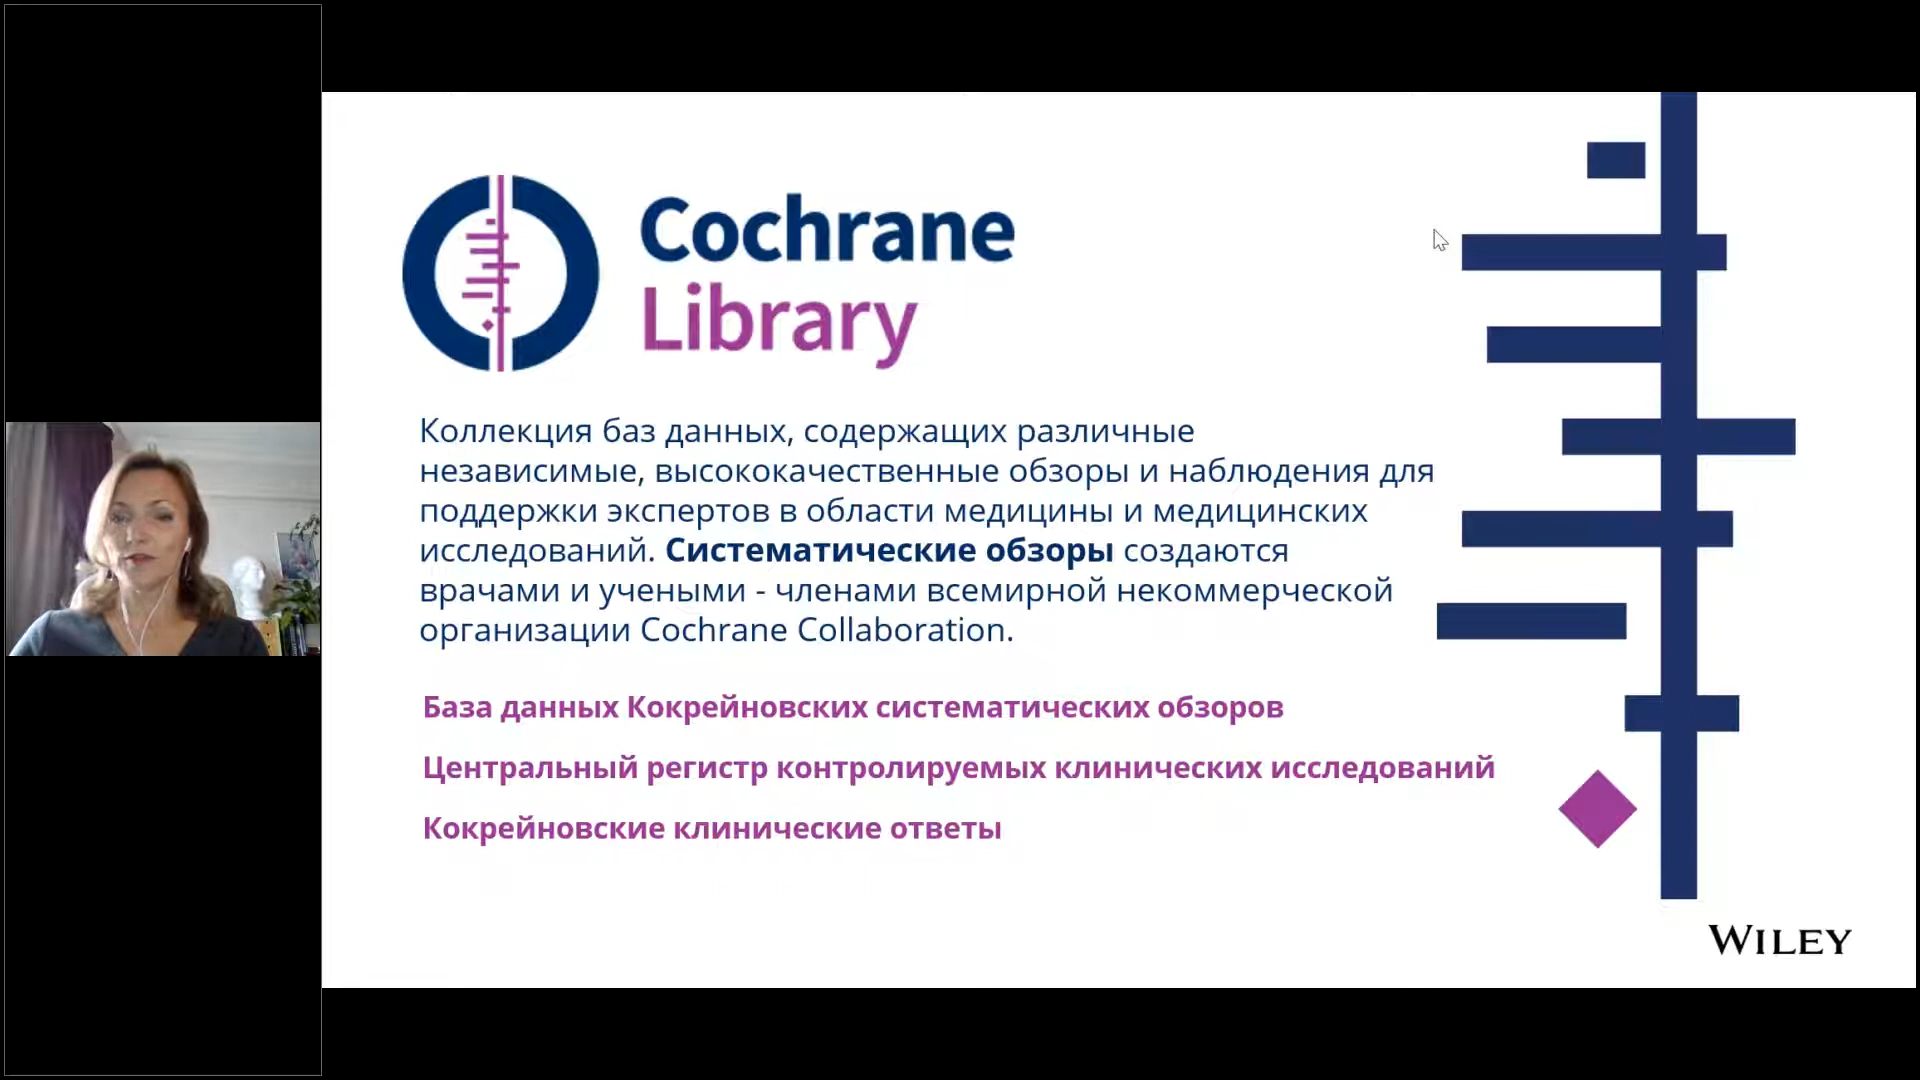 Cochrane
Library
Коллекция баз данных, содержащих различные
независимые, высококачественные обзоры и наблюдения для
поддержки экспертов в области медицины и медицинских
исследований. Систематические обзоры создаются
врачами и учеными - членами всемирной некоммерческой
организации Cochrane Collaboration.
База данных Кокрейновских систематических обзоров
Центральный регистр контролируемых клинических исследований
Кокрейновские клинические ответы
WILEY